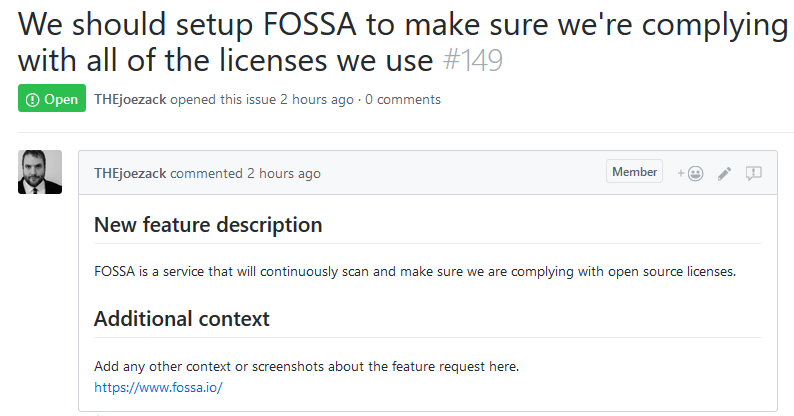 We should setup FOSSA to make sure we're complying
with all of the licenses we use #149
Open THEjoezack opened this issue 2 hours ago · 0 comments
THEjoezack commented 2 hours ago Member +
New feature description
FOSSA is a service that will continuously scan and make sure we are complying with open source licenses.
Additional context
Add any other context or screenshots about the feature request here.
https://www.fossa.io/